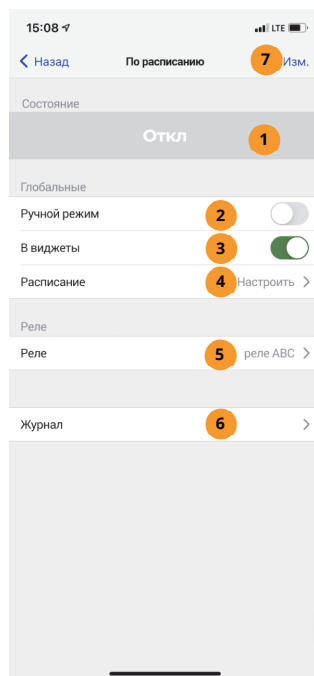 15:08 LTE
Назад По расписанию 7 Изм.
Состояние
Откл 1
Глобальные
Ручной режим 2
В виджеты 3
Расписание 4 Настроить
Реле
Реле 5 реле ABC
Журнал 6